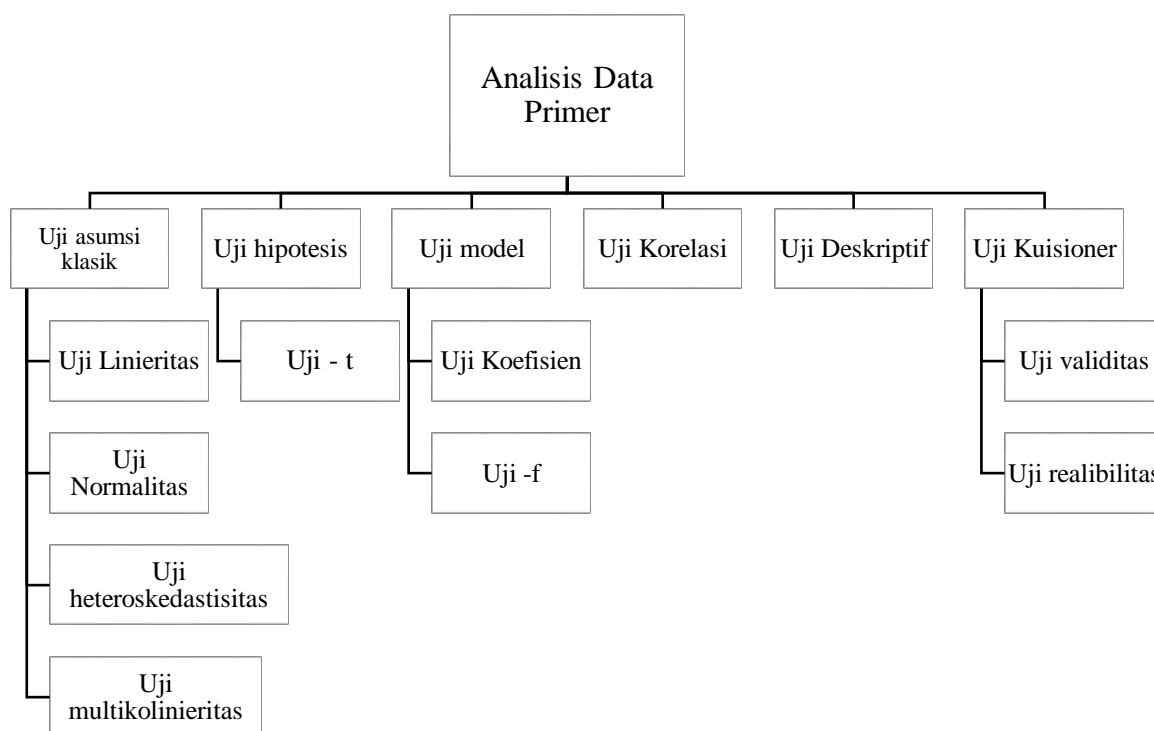 Analisis Data
Primer
Uji asumsi
klasik
Uji hipotesis
Uji model
Uji Korelasi
Uji Deskriptif
Uji Kuisioner
Uji Linieritas
Uji - t
Uji Koefisien
Uji validitas
Uji
Normalitas
Uji -f
Uji realibilitas
Uji
heteroskedastisitas
Uji
multikolinieritas